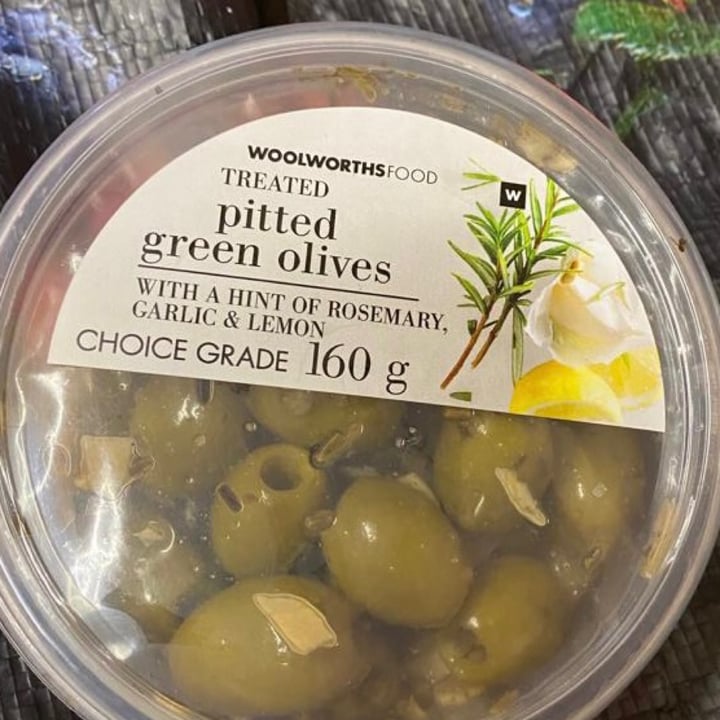 WOOLWORTHSFOOD
W
TREATED
pitted
green olives
WITH A HINT OF ROSEMARY,
GARLIC & LEMON
CHOICE GRADE 160 g